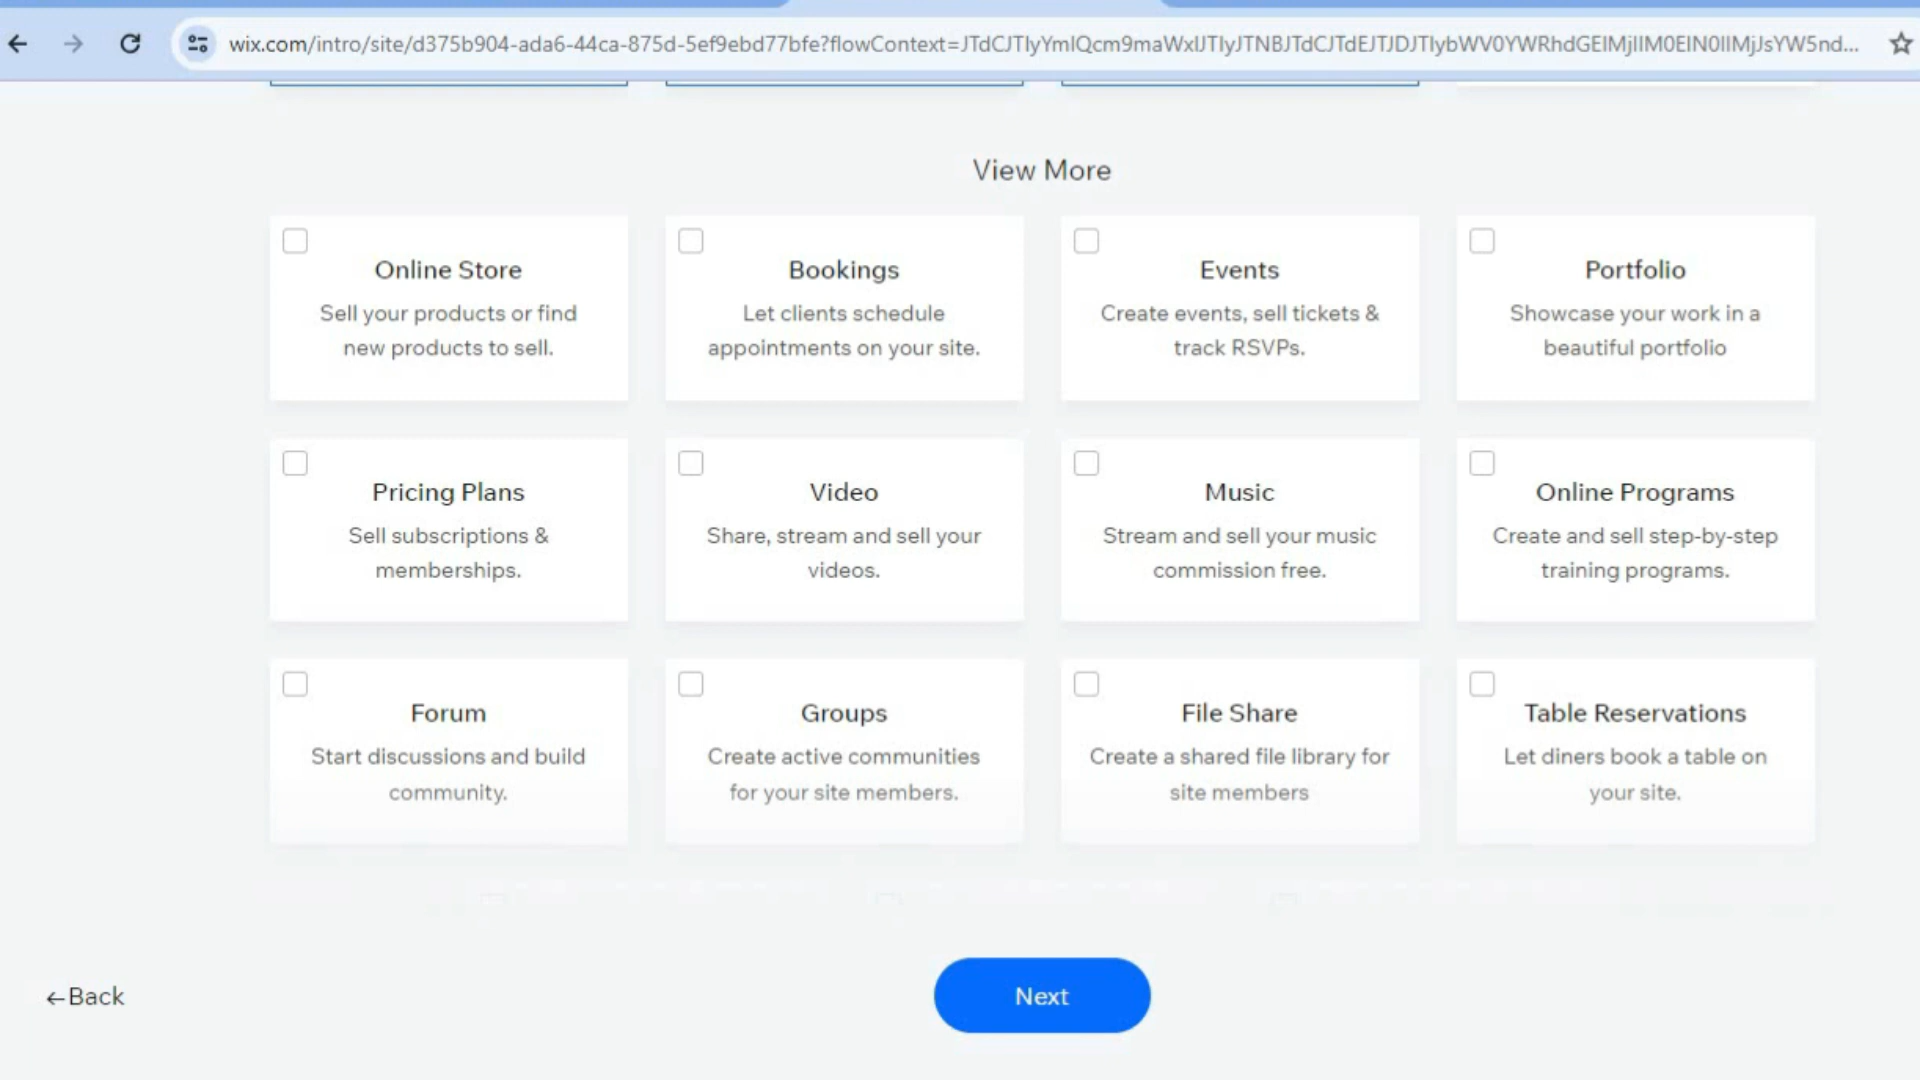 wix.com/intro/site/d375b904-ada6-44ca-875d-5ef9ebd77bfe?flowContext=JTdCJTIyYmlQcm9maWxlJTIyJTNBJTdCJTdEJTJDJTIybWV0YWRhdGElMjIlM0ElN0IlMjJsYW5nd...
View More
Online Store
Sell your products or find
new products to sell.
Bookings
Let clients schedule
appointments on your site.
Events
Create events, sell tickets &
track RSVPs.
Portfolio
Showcase your work in a
beautiful portfolio
Pricing Plans
Sell subscriptions &
memberships.
Video
Share, stream and sell your
videos.
Music
Stream and sell your music
commission free.
Online Programs
Create and sell step-by-step
training programs.
Forum
Start discussions and build
community.
Groups
Create active communities
for your site members.
File Share
Create a shared file library for
site members
Table Reservations
Let diners book a table on
your site.
←Back
Next